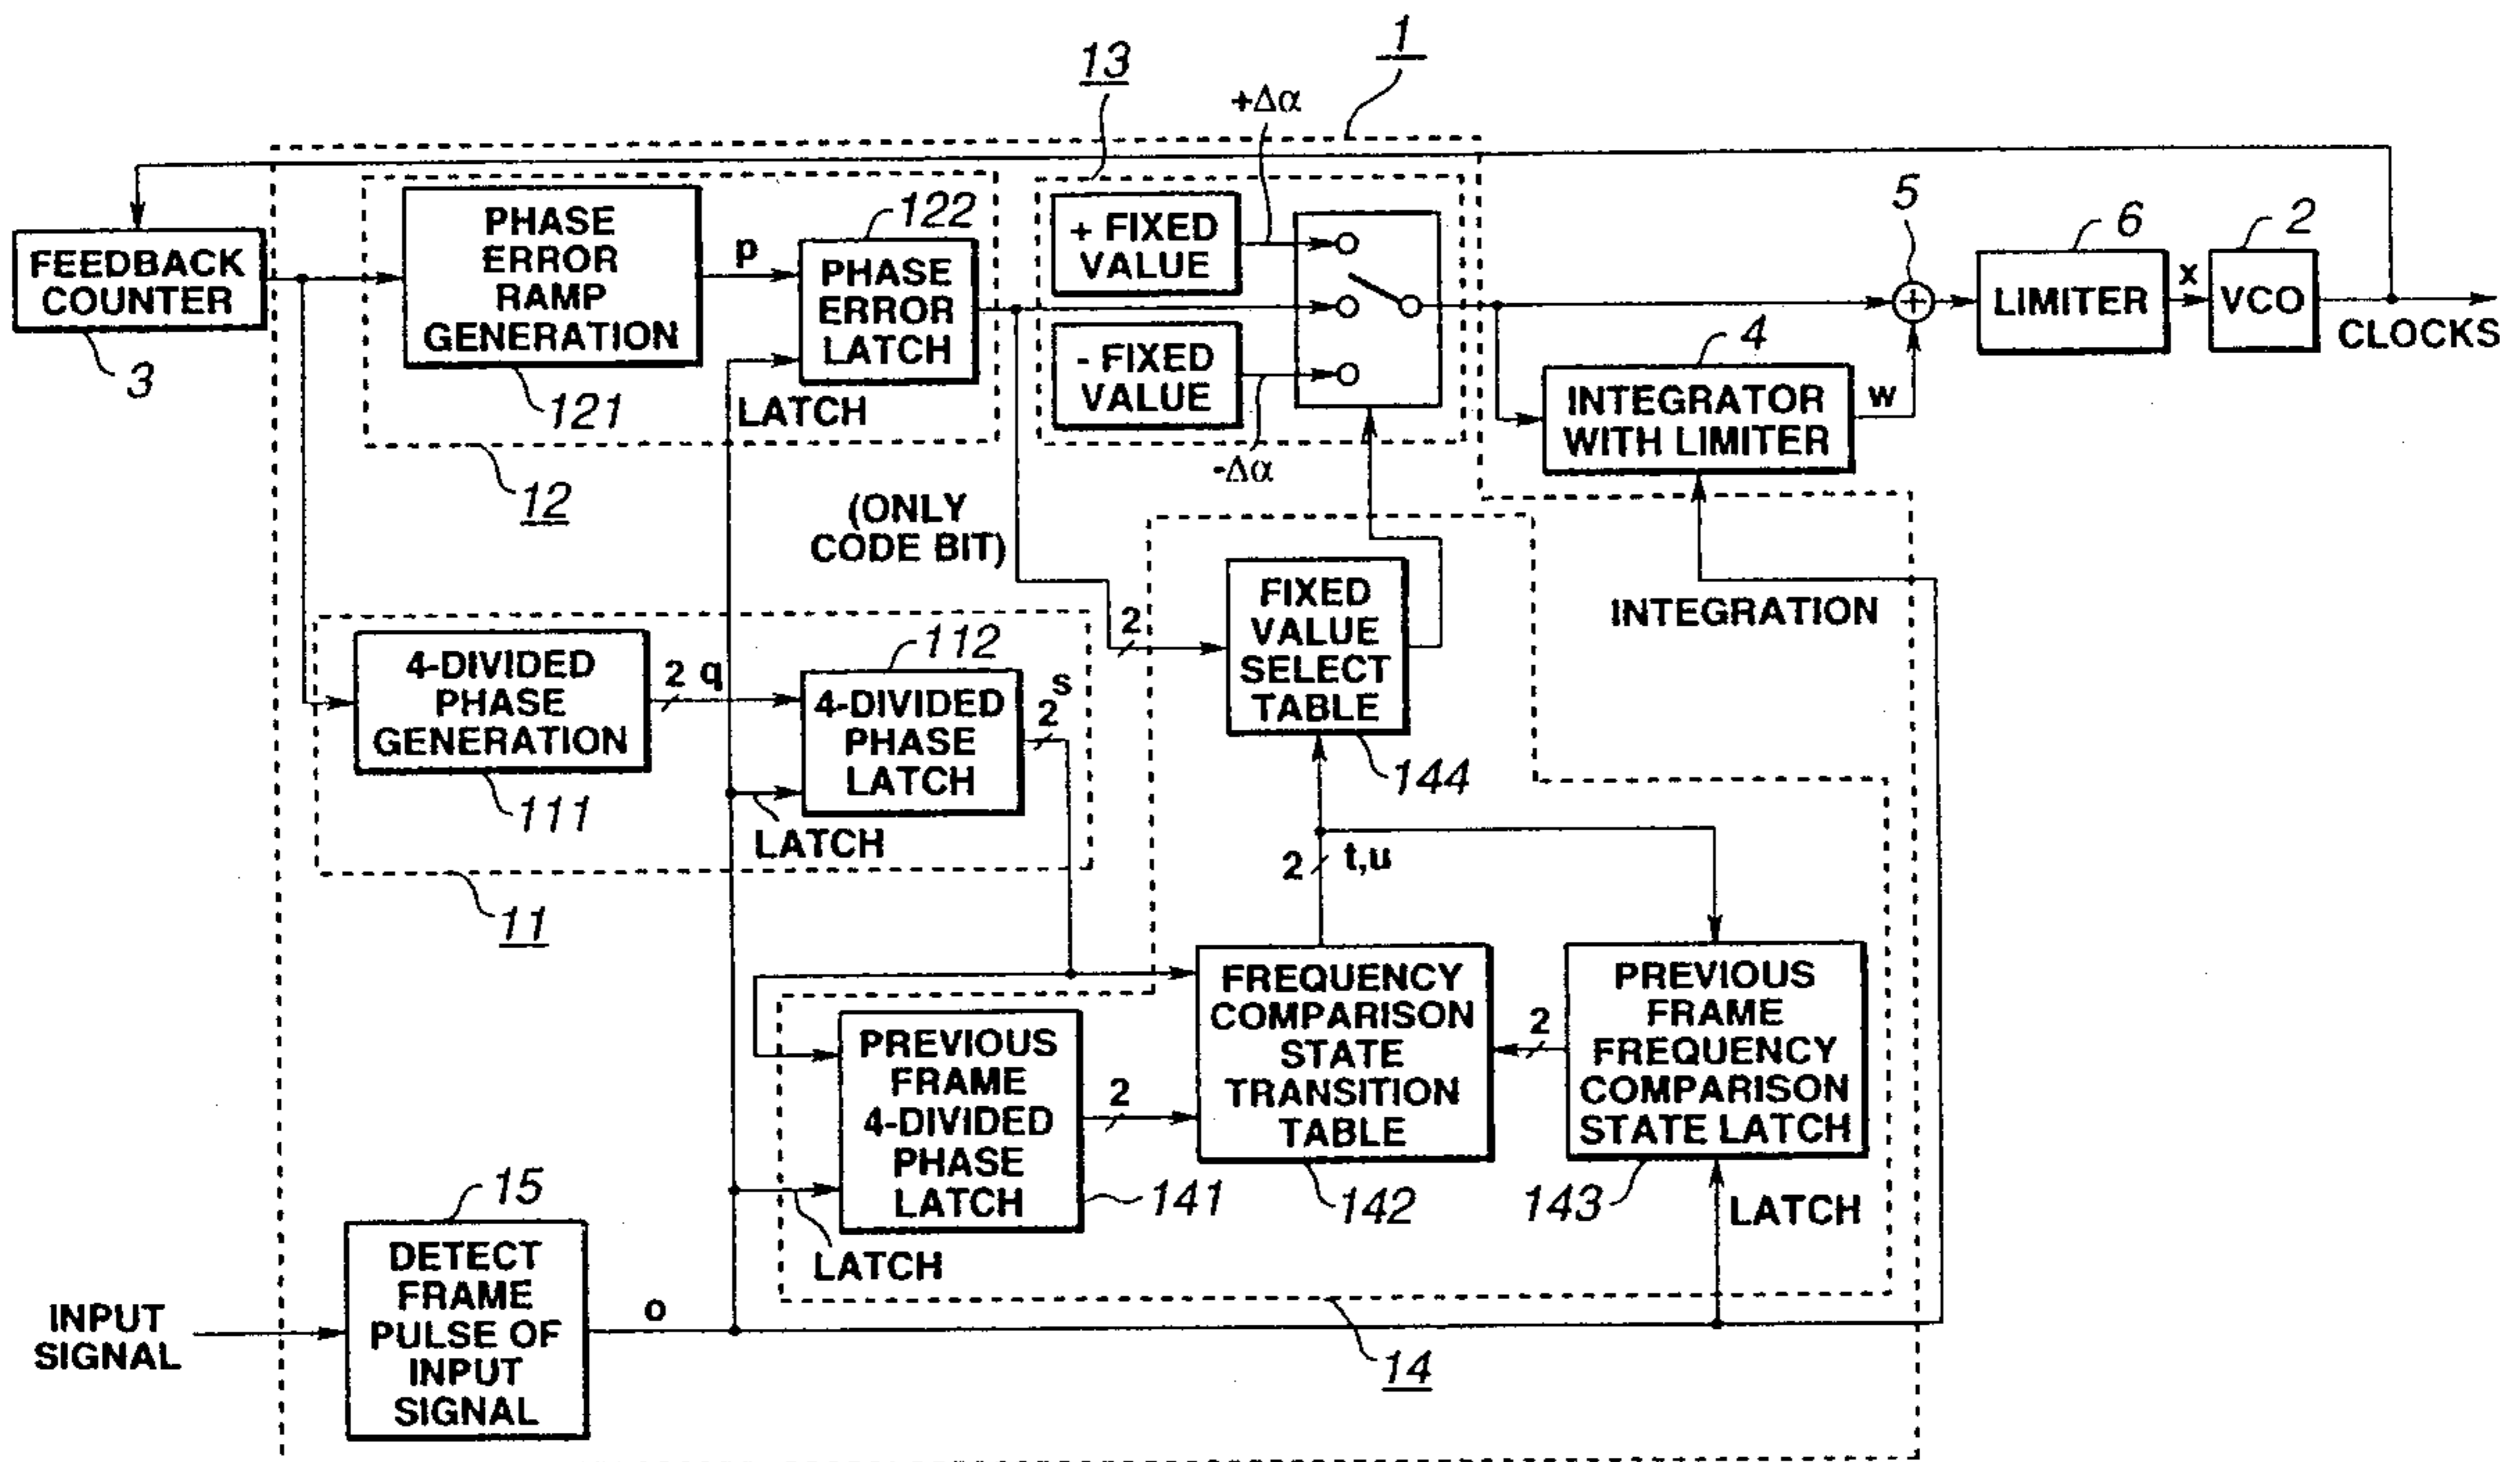 1
13
+Δα
PHASE
ERROR
RAMP
GENERATION
p
122
PHASE
ERROR
LATCH
+ FIXED
VALUE
- FIXED
VALUE
-Δα
5
6
2
FEEDBACK
COUNTER
3
121
LATCH
12
LIMITER
x
VCO
CLOCKS
4
INTEGRATOR
WITH LIMITER
w
(ONLY
CODE BIT)
2
FIXED
VALUE
SELECT
TABLE
144
INTEGRATION
4-DIVIDED
PHASE
GENERATION
111
2 q
112
4-DIVIDED
PHASE
LATCH
2 s
LATCH
11
2 t,u
PREVIOUS
FRAME
4-DIVIDED
PHASE
LATCH
141
2
LATCH
FREQUENCY
COMPARISON
STATE
TRANSITION
TABLE
142
2
PREVIOUS
FRAME
FREQUENCY
COMPARISON
STATE LATCH
143
LATCH
15
DETECT
FRAME
PULSE OF
INPUT
SIGNAL
INPUT
SIGNAL
o
14